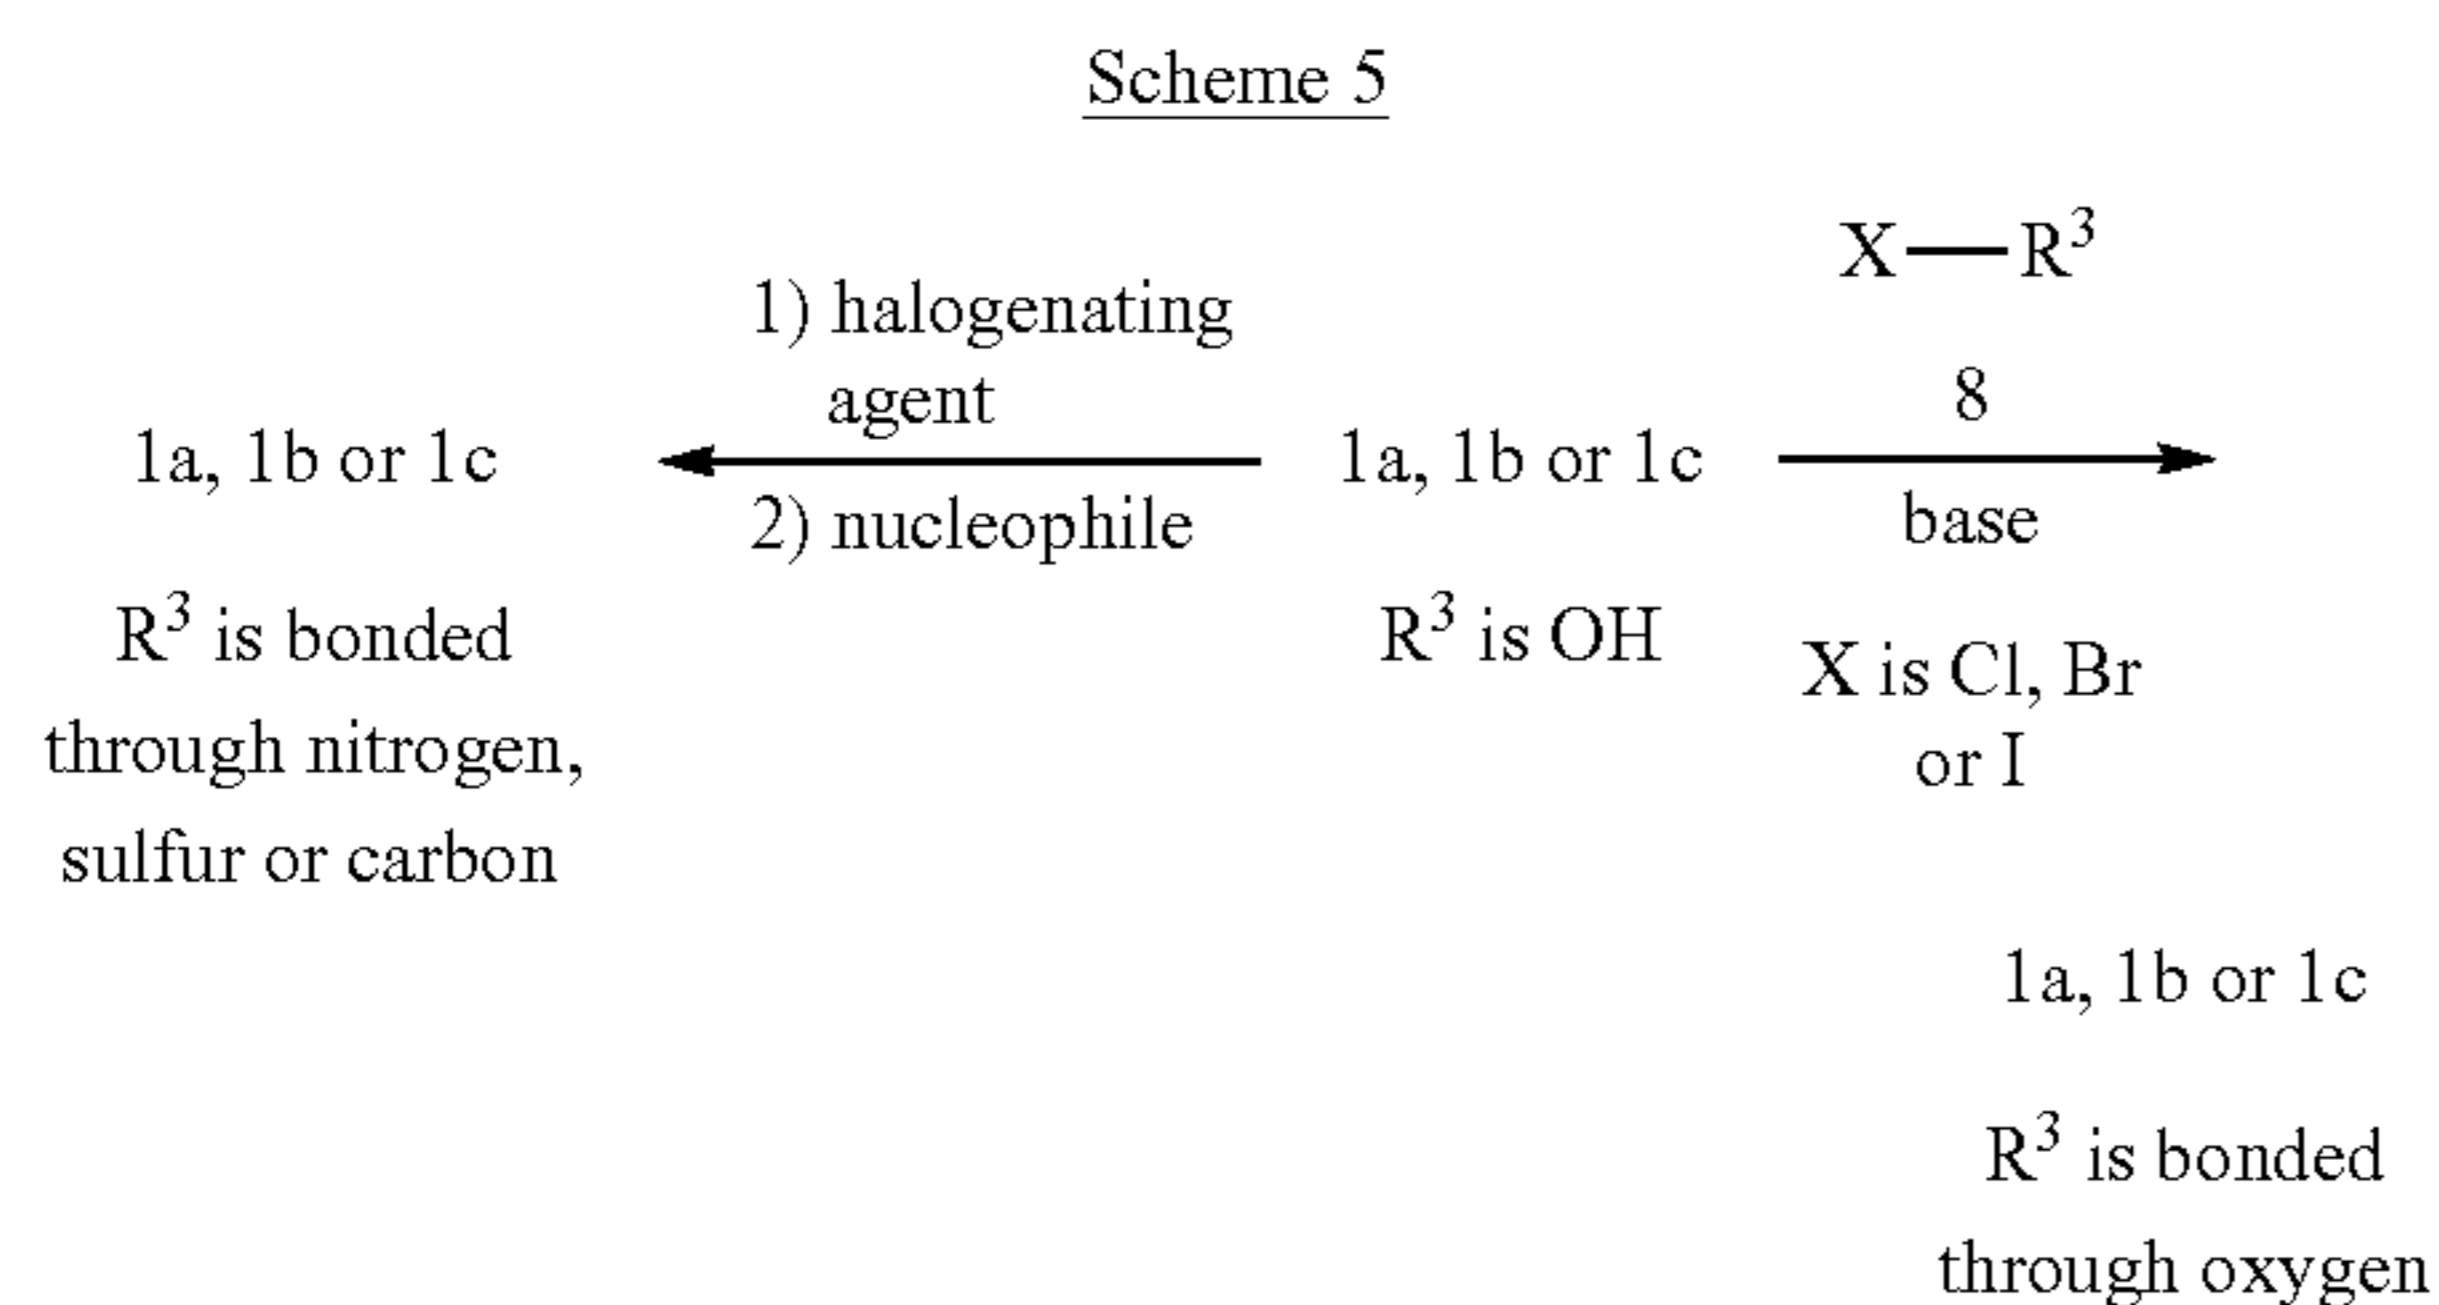 Scheme 5
X—R³
1) halogenating
agent
8
1a, 1b or 1c
1a, 1b or 1c
2) nucleophile
base
R³ is bonded
through nitrogen,
sulfur or carbon
R³ is OH
X is Cl, Br
or I
1a, 1b or 1c
R³ is bonded
through oxygen